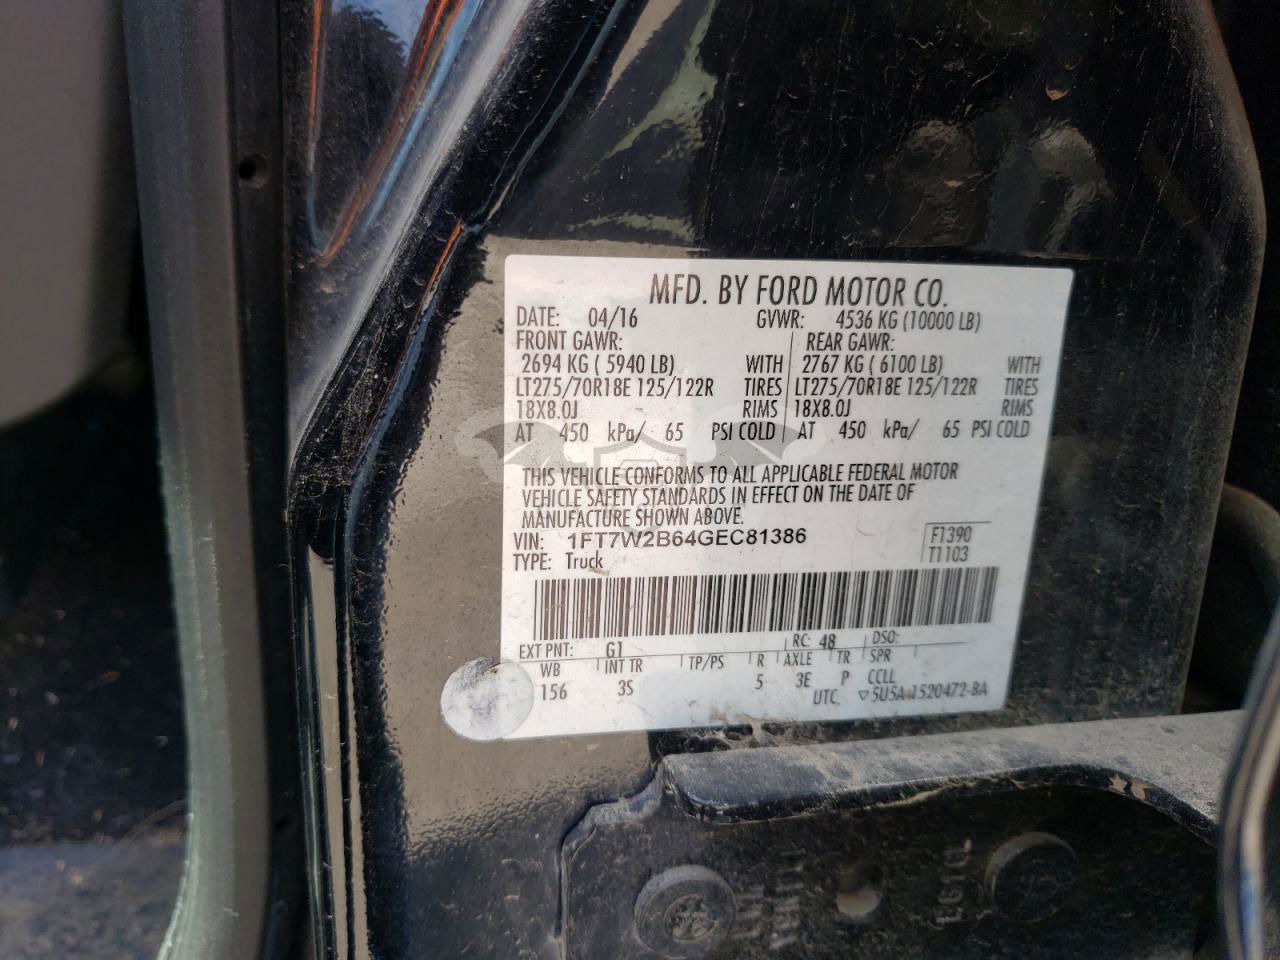 MFD. BY FORD MOTOR CO.
DATE: 04/16 GVWR: 4536 KG (10000 LB)
FRONT GAWR: REAR GAWR:
2694 KG ( 5940 LB) WITH 2767 KG ( 6100 LB) WITH
LT275/70R18E 125/122R TIRES LT275/70R18E 125/122R TIRES
18X8.0J RIMS 18X8.0J RIMS
AT 450 kPa/ 65 PSI COLD AT 450 kPa/ 65 PSI COLD
THIS VEHICLE CONFORMS TO ALL APPLICABLE FEDERAL MOTOR
VEHICLE SAFETY STANDARDS IN EFFECT ON THE DATE OF
MANUFACTURE SHOWN ABOVE.
VIN: 1FT7W2B64GEC81386 F1390
TYPE: Truck T1103
EXT PNT: G1 RC: 48 DSO:
WB INT TR TP/PS R AXLE TR SPR
156 3S 5 3E P CCLL
UTC ▽5U5A-1520472-BA